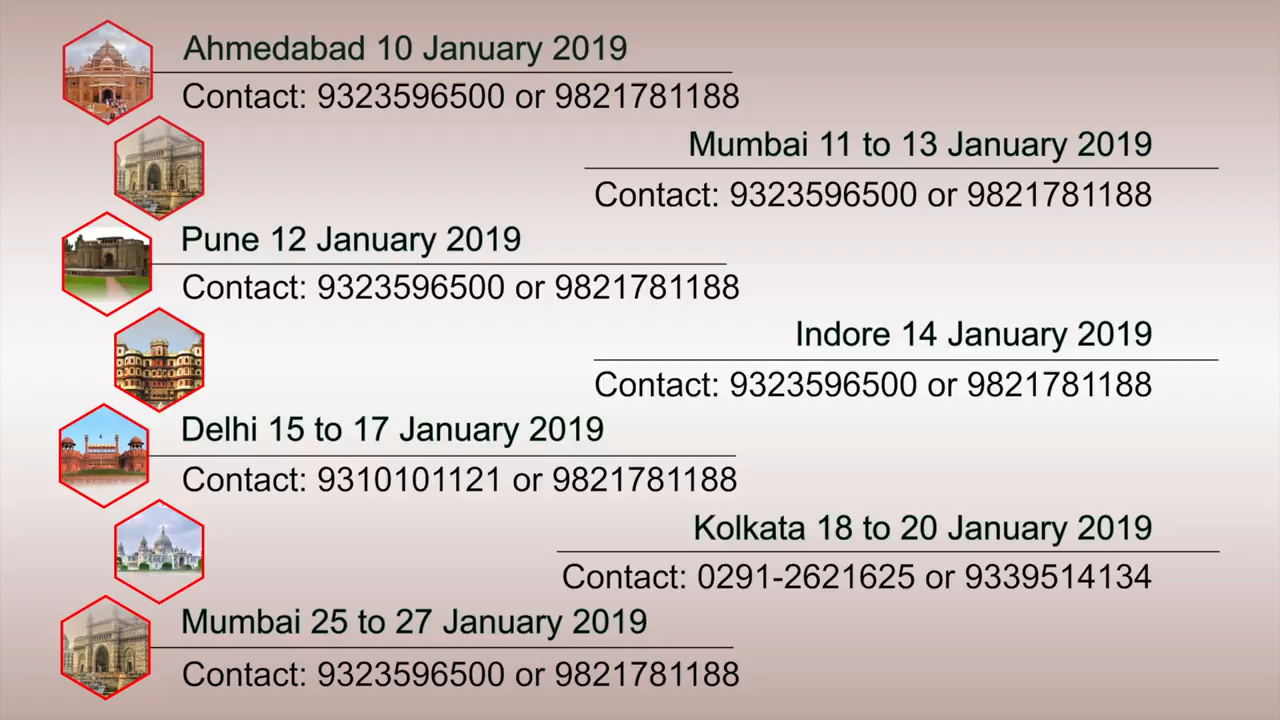 Ahmedabad 10 January 2019
Contact: 9323596500 or 9821781188
Mumbai 11 to 13 January 2019
Contact: 9323596500 or 9821781188
Pune 12 January 2019
Contact: 9323596500 or 9821781188
Indore 14 January 2019
Contact: 9323596500 or 9821781188
Delhi 15 to 17 January 2019
Contact: 9310101121 or 9821781188
Kolkata 18 to 20 January 2019
Contact: 0291-2621625 or 9339514134
Mumbai 25 to 27 January 2019
Contact: 9323596500 or 9821781188